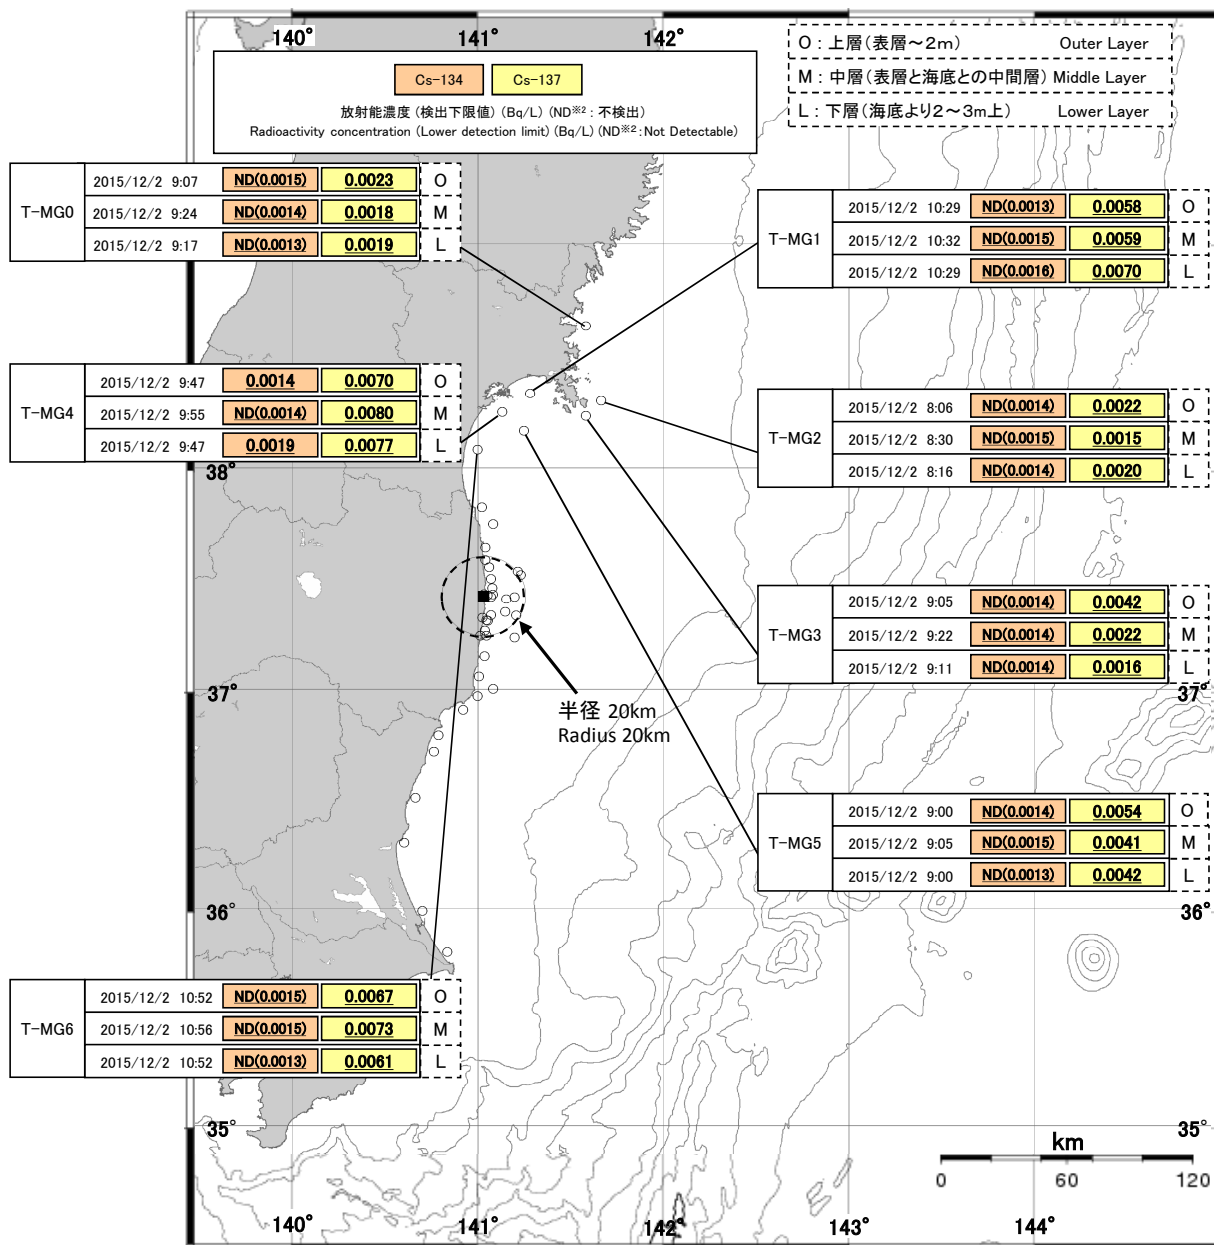 140°
141°
142°
O : 上層(表層～2m) Outer Layer
M : 中層(表層と海底との中間層) Middle Layer
L : 下層(海底より2～3m上) Lower Layer
Cs-134 Cs-137
放射能濃度 (検出下限値) (Bq/L) (ND※2 : 不検出)
Radioactivity concentration (Lower detection limit) (Bq/L) (ND※2 : Not Detectable)
T-MG0
2015/12/2 9:07 ND(0.0015) 0.0023 O
2015/12/2 9:24 ND(0.0014) 0.0018 M
2015/12/2 9:17 ND(0.0013) 0.0019 L
T-MG1
2015/12/2 10:29 ND(0.0013) 0.0058 O
2015/12/2 10:32 ND(0.0015) 0.0059 M
2015/12/2 10:29 ND(0.0016) 0.0070 L
T-MG4
2015/12/2 9:47 0.0014 0.0070 O
2015/12/2 9:55 ND(0.0014) 0.0080 M
2015/12/2 9:47 0.0019 0.0077 L
T-MG2
2015/12/2 8:06 ND(0.0014) 0.0022 O
2015/12/2 8:30 ND(0.0015) 0.0015 M
2015/12/2 8:16 ND(0.0014) 0.0020 L
38°
T-MG3
2015/12/2 9:05 ND(0.0014) 0.0042 O
2015/12/2 9:22 ND(0.0014) 0.0022 M
2015/12/2 9:11 ND(0.0014) 0.0016 L
37°
37°
半径 20km
Radius 20km
T-MG5
2015/12/2 9:00 ND(0.0014) 0.0054 O
2015/12/2 9:05 ND(0.0015) 0.0041 M
2015/12/2 9:00 ND(0.0013) 0.0042 L
36°
36°
T-MG6
2015/12/2 10:52 ND(0.0015) 0.0067 O
2015/12/2 10:56 ND(0.0015) 0.0073 M
2015/12/2 10:52 ND(0.0013) 0.0061 L
35°
35°
km
0 60 120
140°
141°
142°
143°
144°